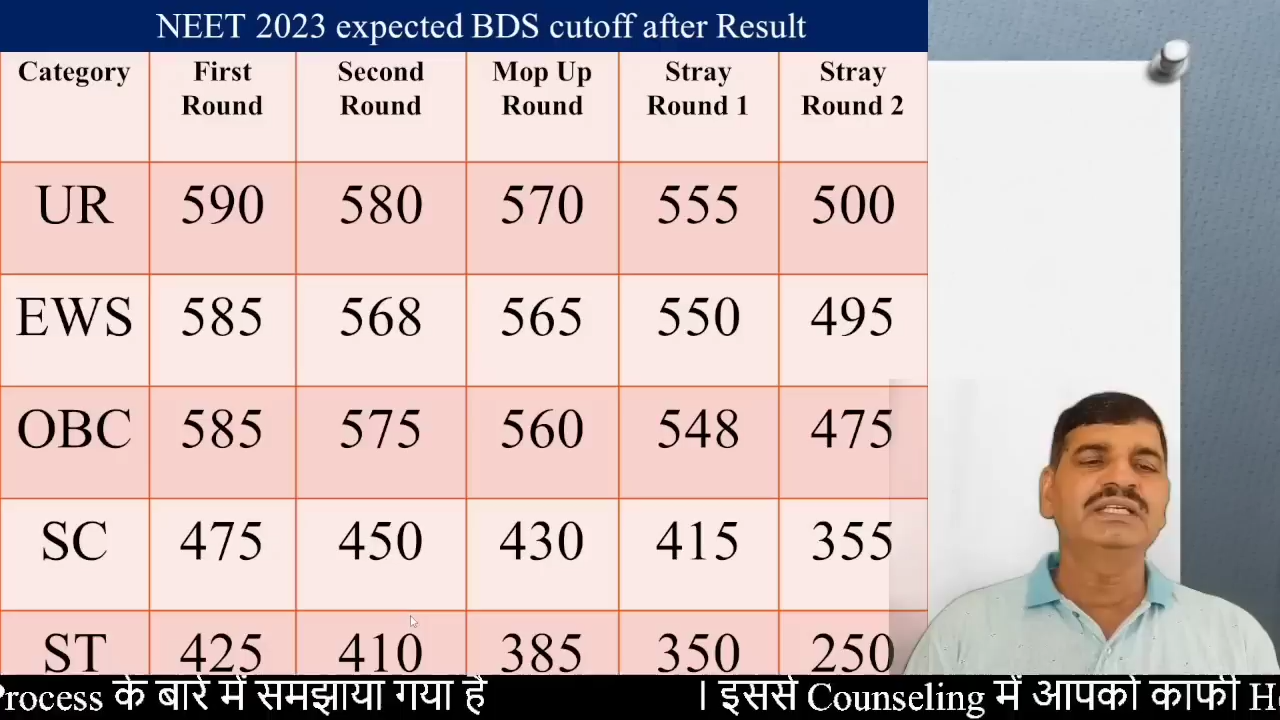 NEET 2023 expected BDS cutoff after Result
Category First Round Second Round Mop Up Round Stray Round 1 Stray Round 2
UR 590 580 570 555 500
EWS 585 568 565 550 495
OBC 585 575 560 548 475
SC 475 450 430 415 355
ST 425 410 385 350 250
rocess के बारे में समझाया गया है । इससे Counseling में आपको काफी